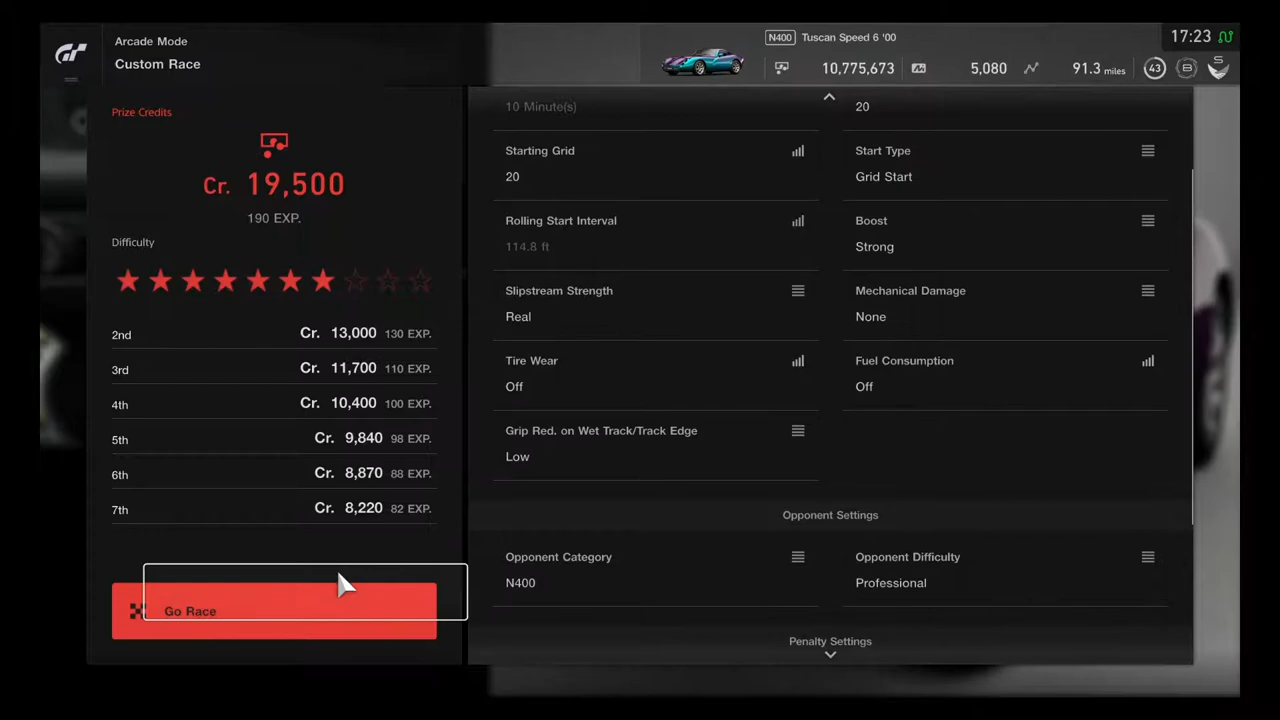 Arcade Mode
Custom Race
N400 Tuscan Speed 6 '00
10,775,673 5,080 91.3 miles 43 B S
17:23
Prize Credits
Cr. 19,500
190 EXP.
Difficulty
2nd Cr. 13,000 130 EXP.
3rd Cr. 11,700 110 EXP.
4th Cr. 10,400 100 EXP.
5th Cr. 9,840 98 EXP.
6th Cr. 8,870 88 EXP.
7th Cr. 8,220 82 EXP.
Go Race
10 Minute(s) 20
Starting Grid Start Type
20 Grid Start
Rolling Start Interval Boost
114.8 ft Strong
Slipstream Strength Mechanical Damage
Real None
Tire Wear Fuel Consumption
Off Off
Grip Red. on Wet Track/Track Edge
Low
Opponent Settings
Opponent Category Opponent Difficulty
N400 Professional
Penalty Settings